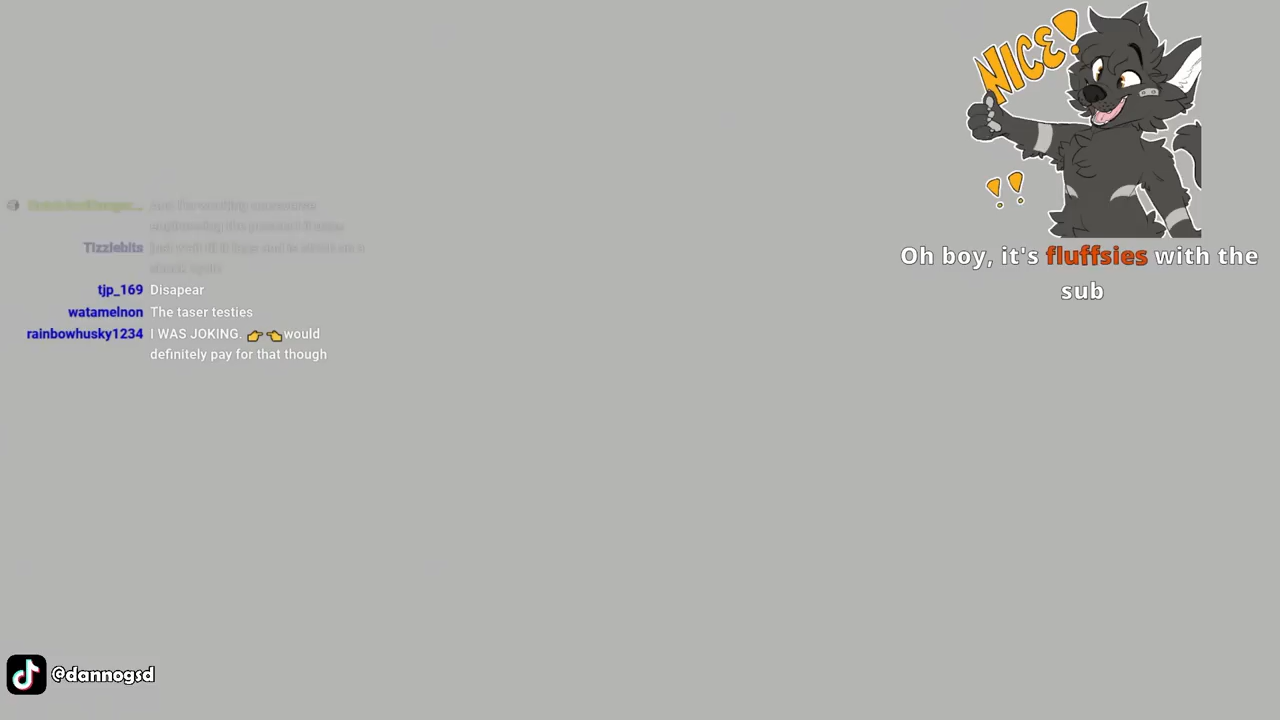 NICE!
Oh boy, it's fluffsies with the
sub
Tizzlebits
tjp_169 Disapear
watamelnon The taser testies
rainbowhusky1234 I WAS JOKING. 👉👈would
definitely pay for that though
@dannogsd